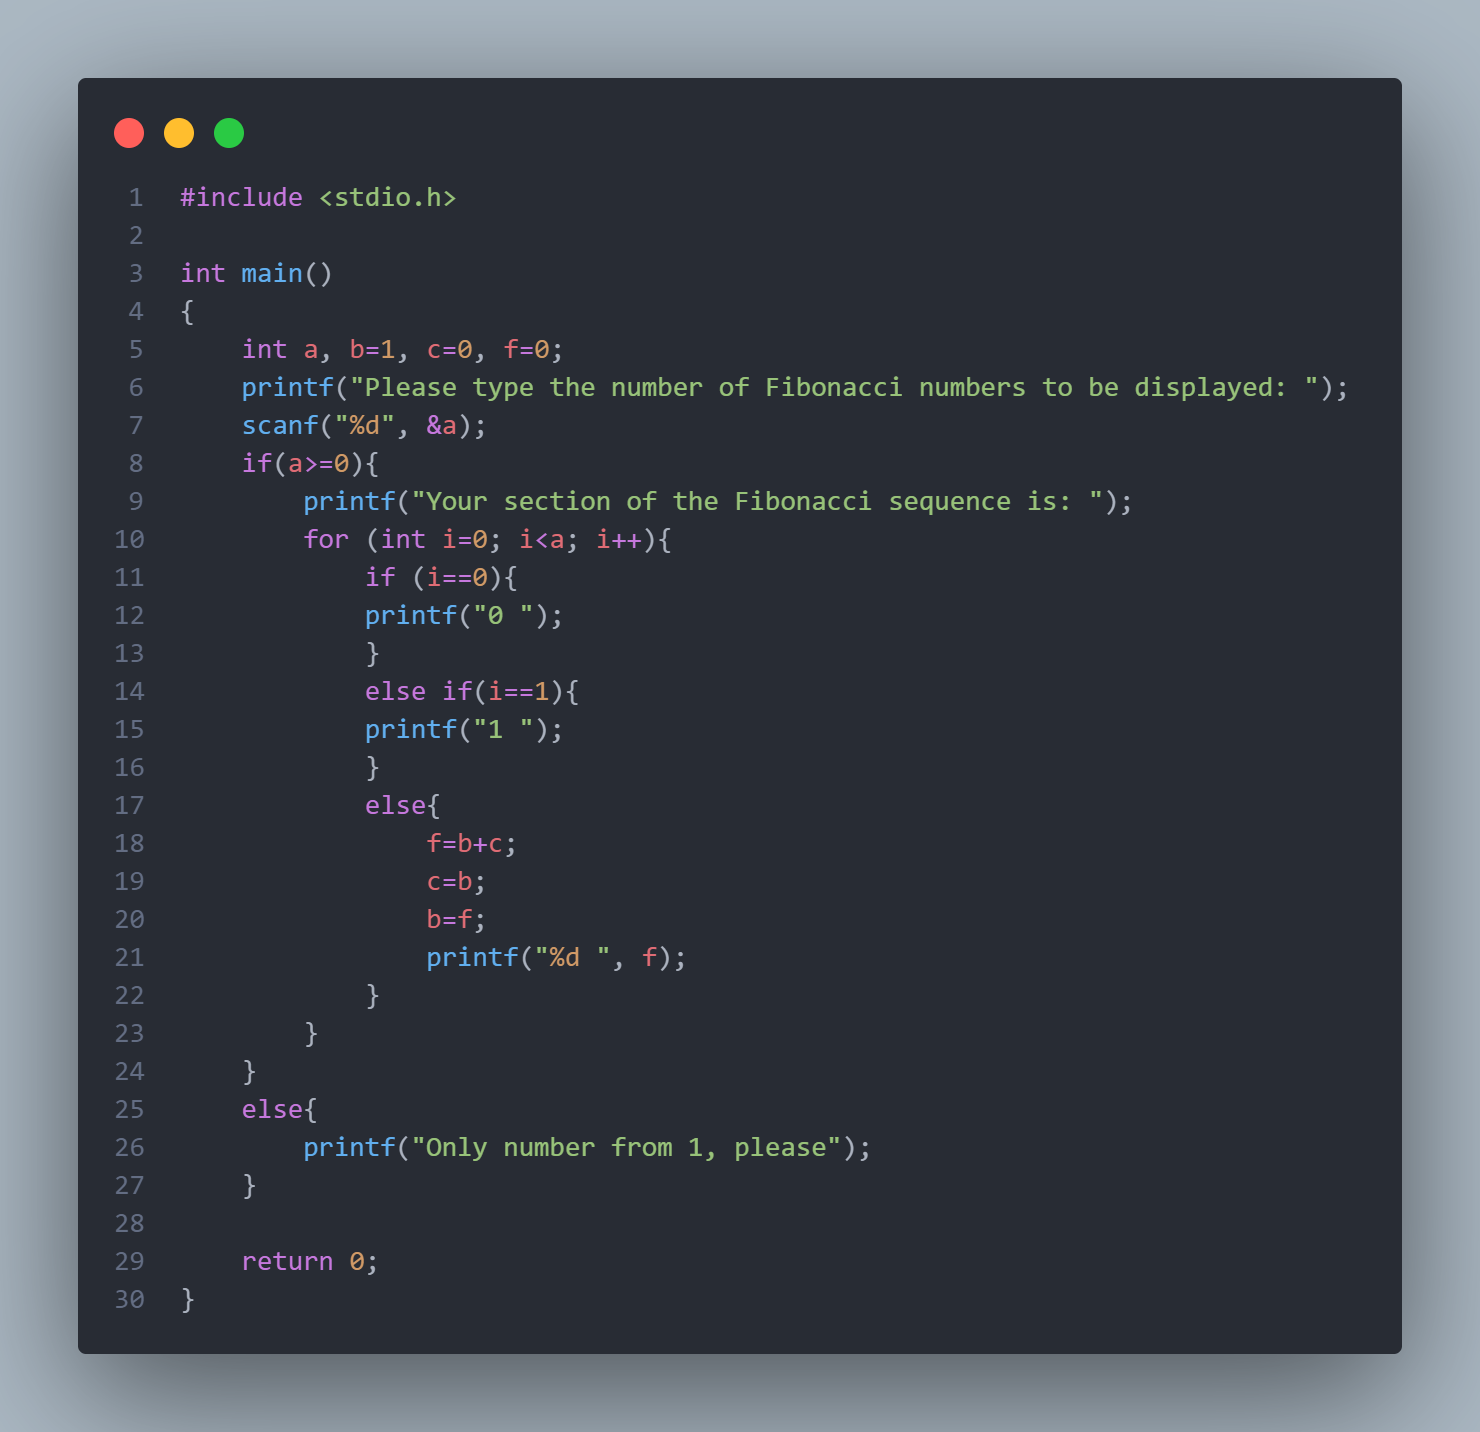 1 #include <stdio.h>
2
3 int main()
4 {
5     int a, b=1, c=0, f=0;
6     printf("Please type the number of Fibonacci numbers to be displayed: ");
7     scanf("%d", &a);
8     if(a>=0){
9         printf("Your section of the Fibonacci sequence is: ");
10         for (int i=0; i<a; i++){
11             if (i==0){
12             printf("0 ");
13             }
14             else if(i==1){
15             printf("1 ");
16             }
17             else{
18                 f=b+c;
19                 c=b;
20                 b=f;
21                 printf("%d ", f);
22             }
23         }
24     }
25     else{
26         printf("Only number from 1, please");
27     }
28
29     return 0;
30 }